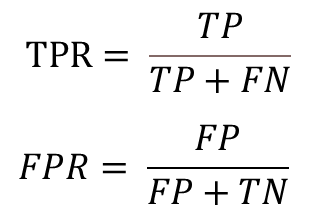 TPR = TP / (TP + FN)
FPR = FP / (FP + TN)